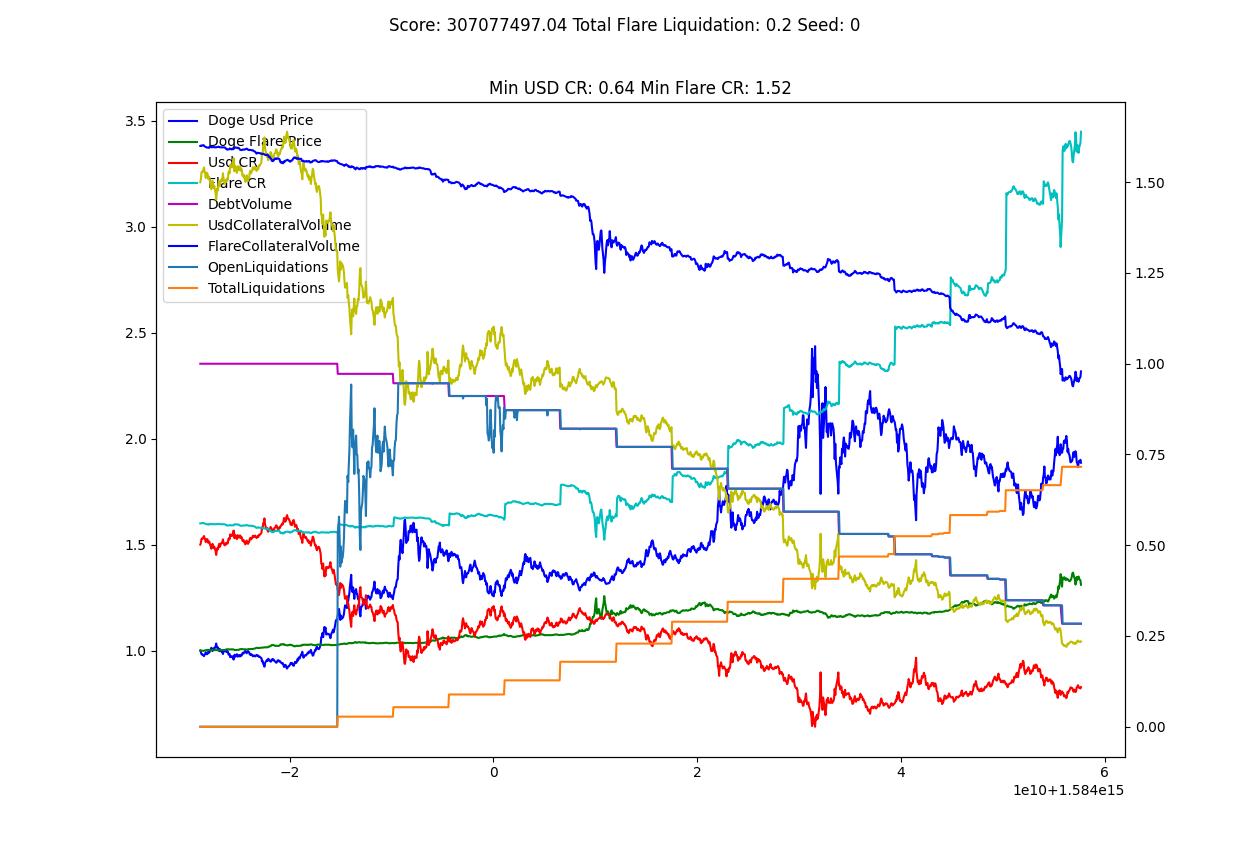 Score: 307077497.04 Total Flare Liquidation: 0.2 Seed: 0
Min USD CR: 0.64 Min Flare CR: 1.52
Doge Usd Price
Doge Flare Price
Usd CR
Flare CR
DebtVolume
UsdCollateralVolume
FlareCollateralVolume
OpenLiquidations
TotalLiquidations
3.5
3.0
2.5
2.0
1.5
1.0
1.50
1.25
1.00
0.75
0.50
0.25
0.00
−2
0
2
4
6
1e10+1.584e15